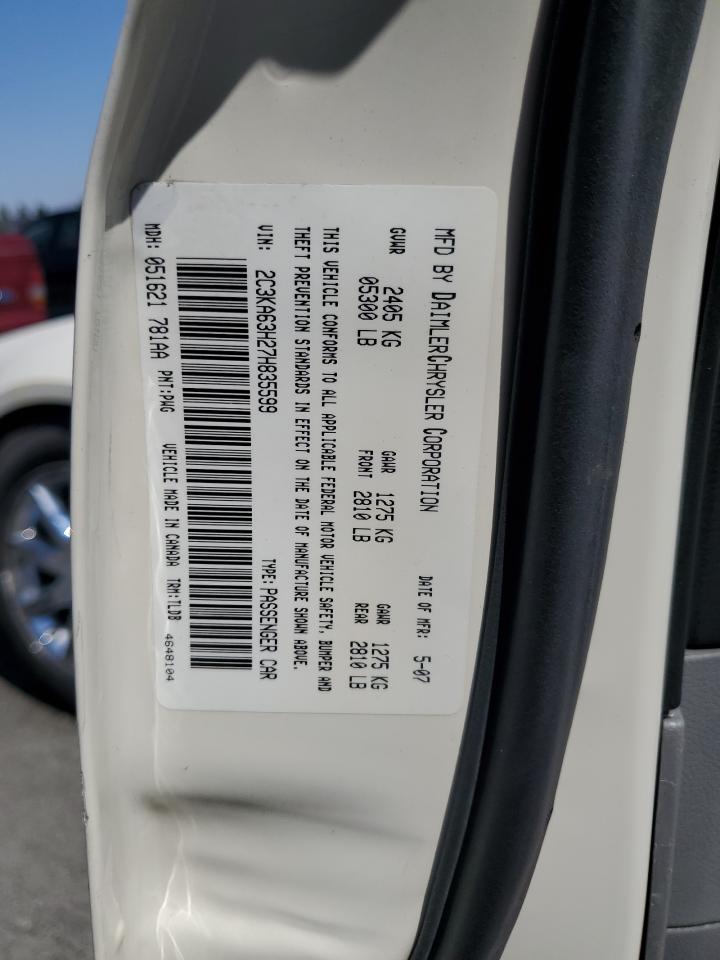 MFD BY DAIMLERCHRYSLER CORPORATION DATE OF MFR: 5-07
GVWR 2405 KG GAWR 1275 KG GAWR 1275 KG
05300 LB FRONT 2810 LB REAR 2810 LB
THIS VEHICLE CONFORMS TO ALL APPLICABLE FEDERAL MOTOR VEHICLE SAFETY, BUMPER AND
THEFT PREVENTION STANDARDS IN EFFECT ON THE DATE OF MANUFACTURE SHOWN ABOVE.
VIN: 2C3KA63H27H835599 TYPE: PASSENGER CAR
MDH: 051621 781AA PNT:PWG VEHICLE MADE IN CANADA TRM:TLDB
4648104